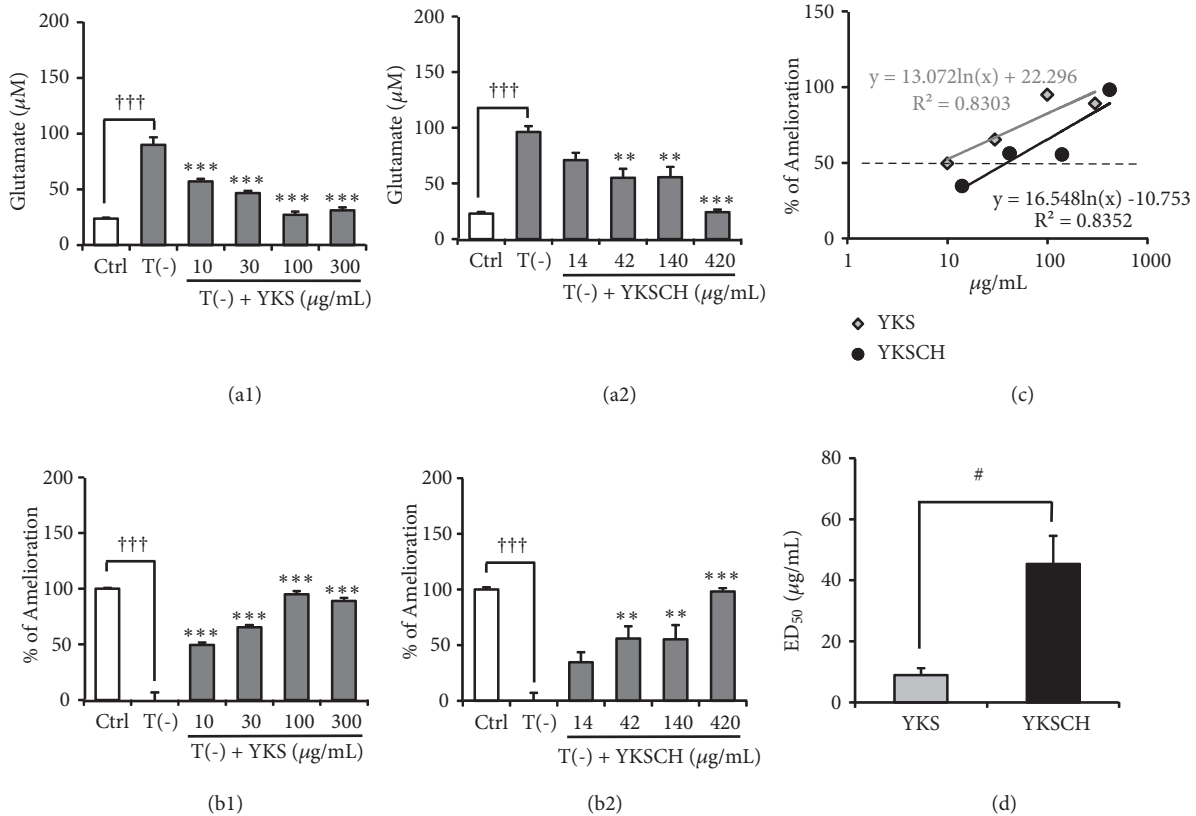 200
150
100
50
0
Glutamate (μM)
†††
***
***
***
***
Ctrl
T(-)
10
30
100
300
T(-) + YKS (μg/mL)
(a1)
200
150
100
50
0
Glutamate (μM)
†††
**
**
***
Ctrl
T(-)
14
42
140
420
T(-) + YKSCH (μg/mL)
(a2)
150
100
50
0
% of Amelioration
y = 13.072ln(x) + 22.296
R² = 0.8303
y = 16.548ln(x) -10.753
R² = 0.8352
1
10
100
1000
μg/mL
YKS
YKSCH
(c)
200
150
100
50
0
% of Amelioration
†††
***
***
***
***
Ctrl
T(-)
10
30
100
300
T(-) + YKS (μg/mL)
(b1)
200
150
100
50
0
% of Amelioration
†††
**
**
***
Ctrl
T(-)
14
42
140
420
T(-) + YKSCH (μg/mL)
(b2)
80
60
40
20
0
ED₅₀ (μg/mL)
#
YKS
YKSCH
(d)